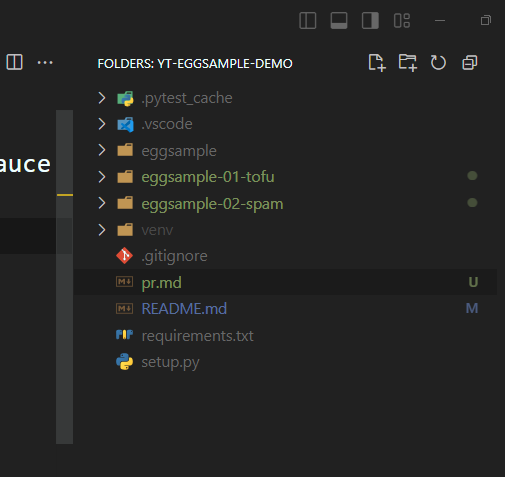 FOLDERS: YT-EGGSAMPLE-DEMO
.pytest_cache
.vscode
auce
eggsample
eggsample-01-tofu
eggsample-02-spam
venv
.gitignore
pr.md U
README.md M
requirements.txt
setup.py